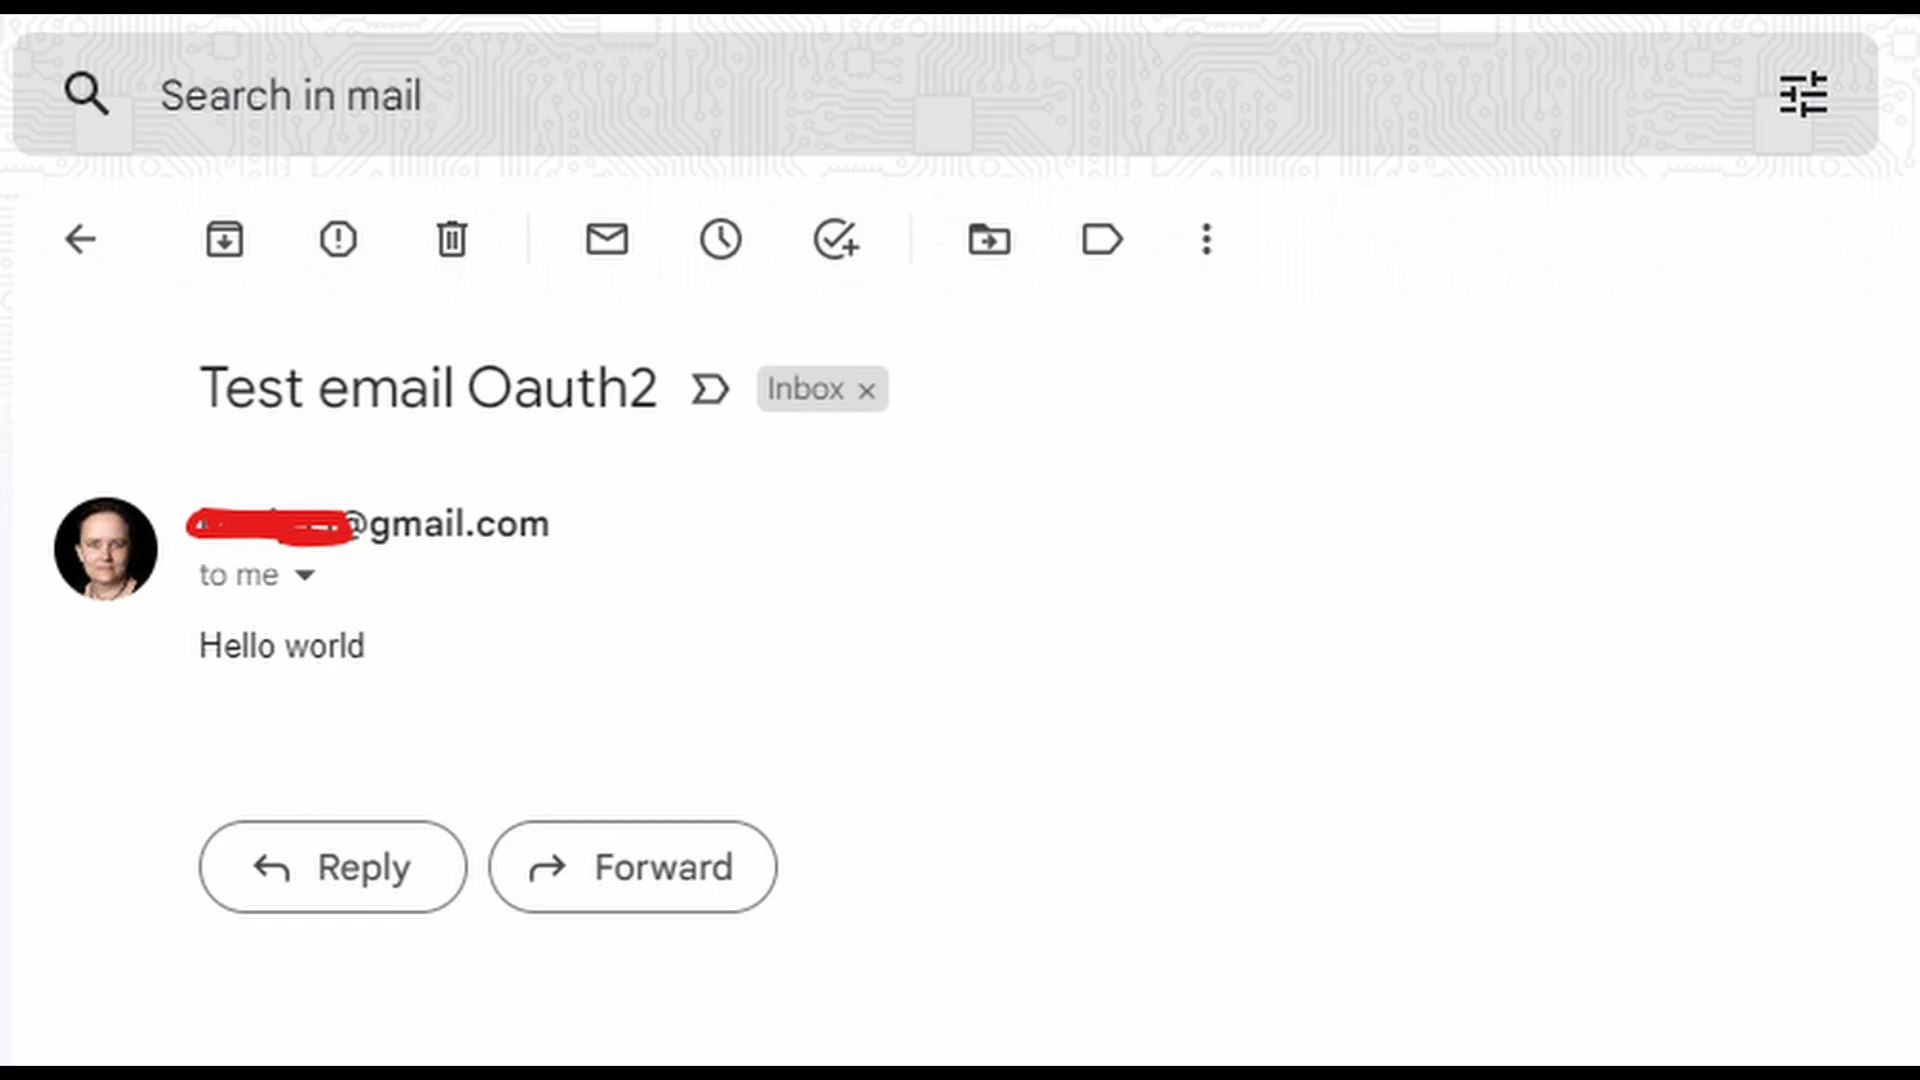 Search in mail
Test email Oauth2 Inbox ×
@gmail.com
to me
Hello world
Reply Forward